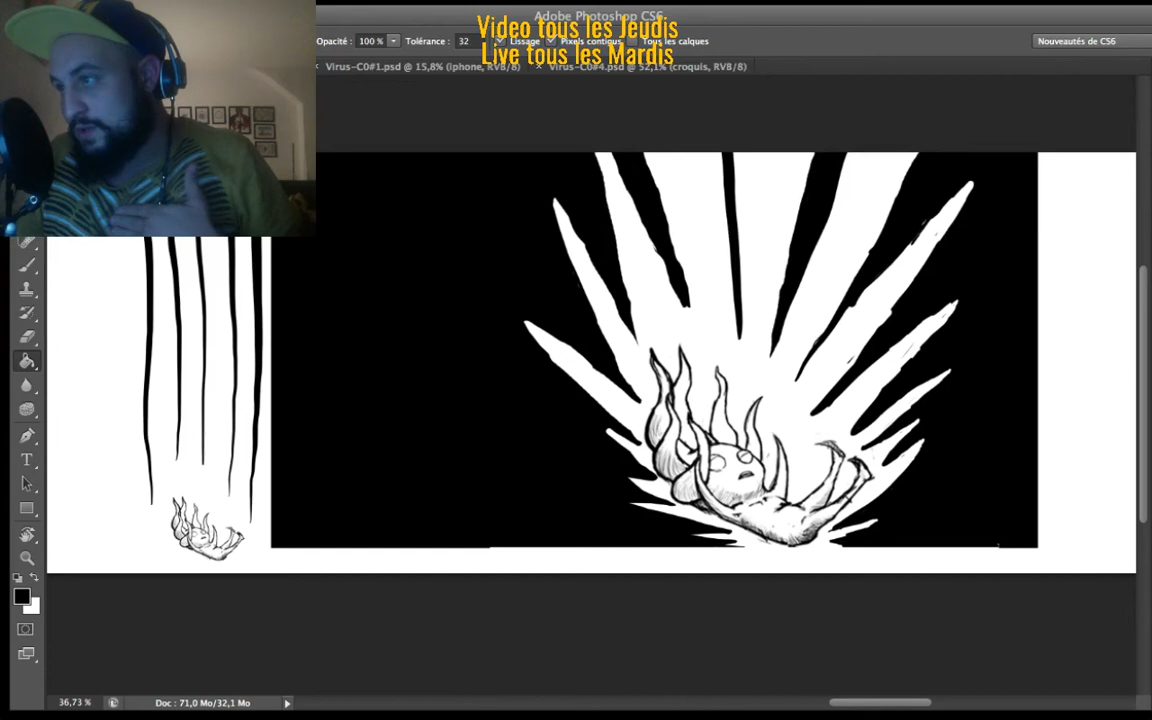 Adobe Photoshop CS6
Video tous les Jeudis
Live tous les Mardis
Opacité : 100 % Tolérance : 32 Lissage Pixels contigus Tous les calques Nouveautés de CS6
Virus-C0#1.psd @ 15,8% (iphone, RVB/8) Virus-C0#4.psd @ 52,1% (croquis, RVB/8)
T
36,73 % Doc : 71,0 Mo/32,1 Mo